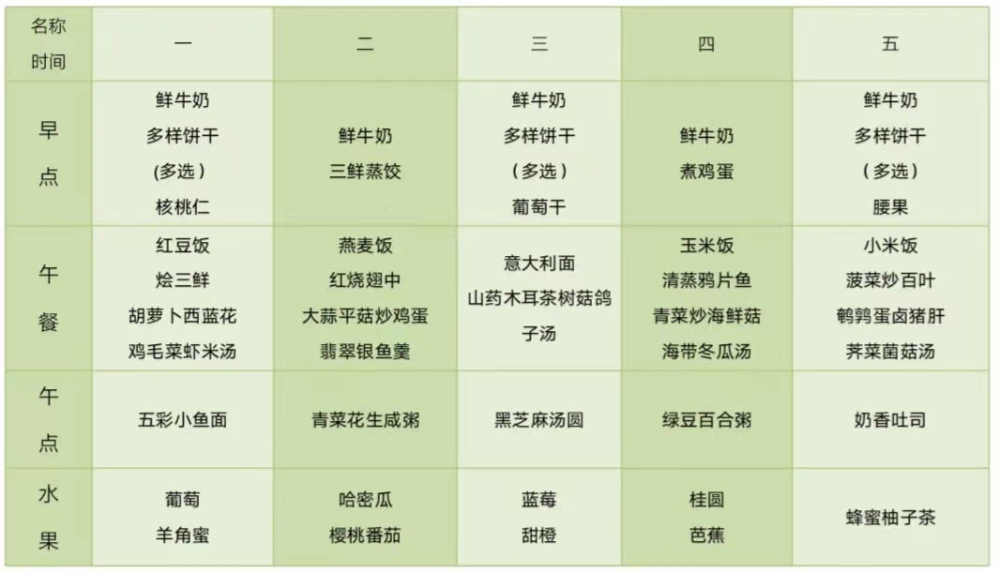 名称
时间
一
二
三
四
五
早
点
鲜牛奶
多样饼干
(多选）
核桃仁
鲜牛奶
三鲜蒸饺
鲜牛奶
多样饼干
（多选）
葡萄干
鲜牛奶
煮鸡蛋
鲜牛奶
多样饼干
（多选）
腰果
午
餐
红豆饭
烩三鲜
胡萝卜西蓝花
鸡毛菜虾米汤
燕麦饭
红烧翅中
大蒜平菇炒鸡蛋
翡翠银鱼羹
意大利面
山药木耳茶树菇鸽
子汤
玉米饭
清蒸鸦片鱼
青菜炒海鲜菇
海带冬瓜汤
小米饭
菠菜炒百叶
鹌鹑蛋卤猪肝
荠菜菌菇汤
午
点
五彩小鱼面
青菜花生咸粥
黑芝麻汤圆
绿豆百合粥
奶香吐司
水
果
葡萄
羊角蜜
哈密瓜
樱桃番茄
蓝莓
甜橙
桂圆
芭蕉
蜂蜜柚子茶